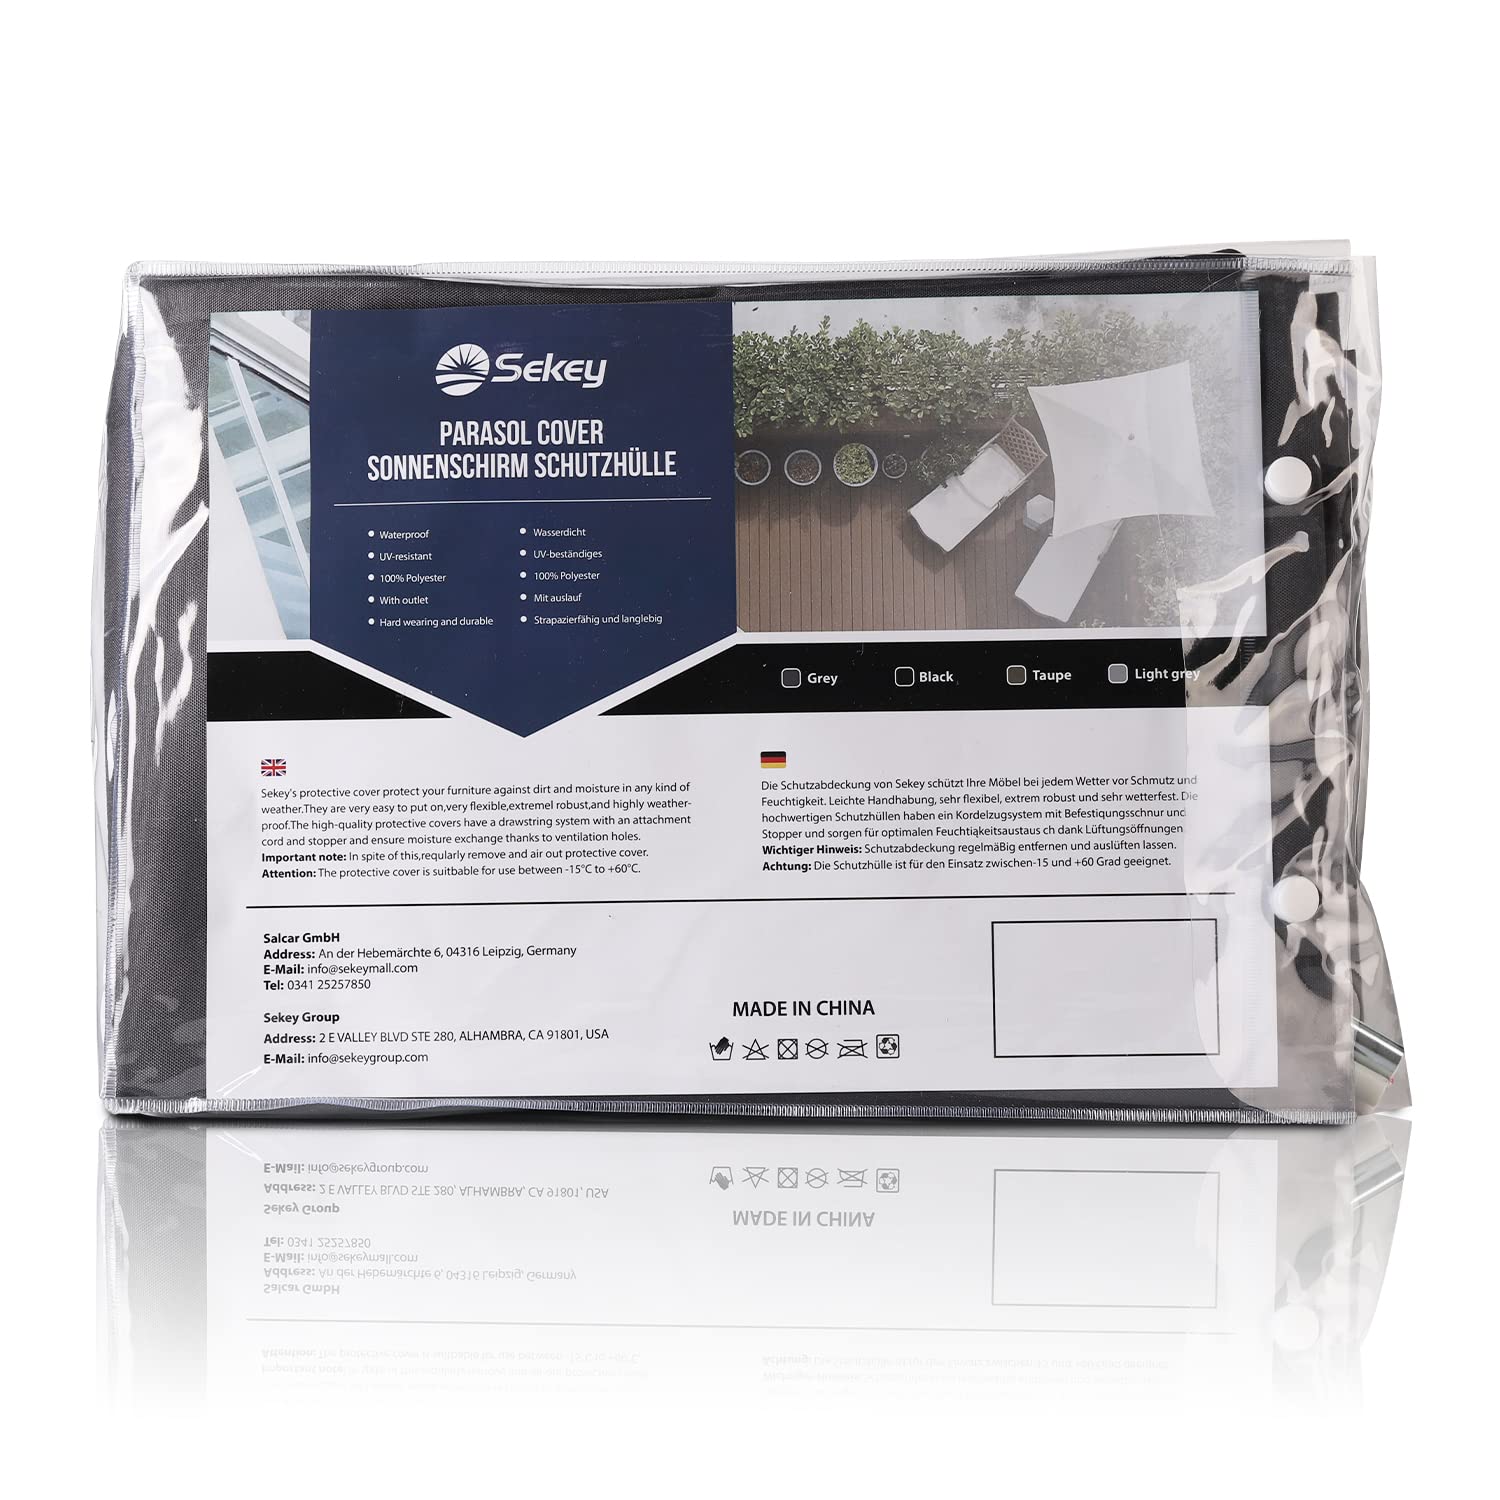 Sekey
PARASOL COVER
SONNENSCHIRM SCHUTZHÜLLE
Waterproof
UV-resistant
100% Polyester
With outlet
Hard wearing and durable
Wasserdicht
UV-beständiges
100% Polyester
Mit auslauf
Strapazierfähig und langlebig
Grey
Black
Taupe
Light grey
Sekey's protective cover protect your furniture against dirt and moisture in any kind of
weather.They are very easy to put on,very flexible,extremel robust,and highly weather-
proof.The high-quality protective covers have a drawstring system with an attachment
cord and stopper and ensure moisture exchange thanks to ventilation holes.
Important note: In spite of this,reqularly remove and air out protective cover.
Attention: The protective cover is suitbable for use between -15°C to +60°C.
Die Schutzabdeckung von Sekey schützt Ihre Möbel bei jedem Wetter vor Schmutz und
Feuchtigkeit. Leichte Handhabung, sehr flexibel, extrem robust und sehr wetterfest. Die
hochwertigen Schutzhüllen haben ein Kordelzugsystem mit Befestiqungsschnur und
Stopper und sorgen für optimalen Feuchtiakeitsaustaus ch dank Lüftungsöffnungen
Wichtiger Hinweis: Schutzabdeckung regelmäBig entfernen und auslüften lassen.
Achtung: Die Schutzhülle ist für den Einsatz zwischen-15 und +60 Grad geeignet.
Salcar GmbH
Address: An der Hebemärchte 6, 04316 Leipzig, Germany
E-Mail: info@sekeymall.com
Tel: 0341 25257850
Sekey Group
Address: 2 E VALLEY BLVD STE 280, ALHAMBRA, CA 91801, USA
E-Mail: info@sekeygroup.com
MADE IN CHINA